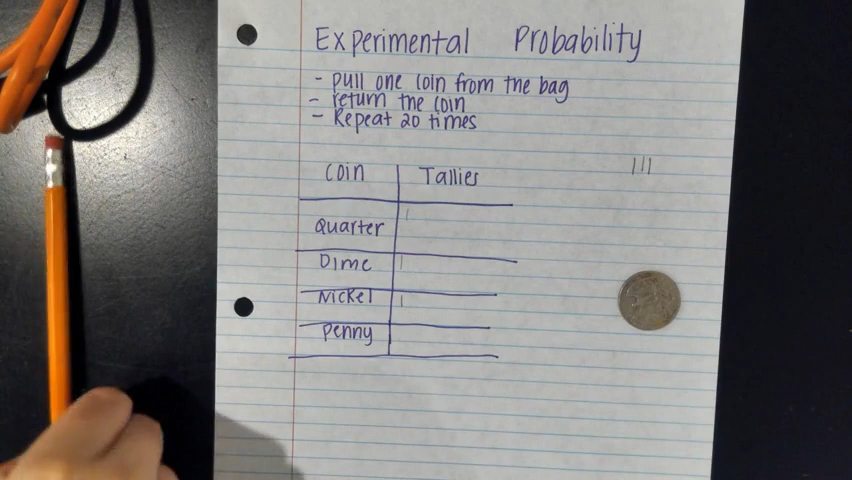 Experimental Probability
- pull one coin from the bag
- return the coin
- Repeat 20 times
coin Tallies
Quarter |
Dime |
Nickel |
penny
|||